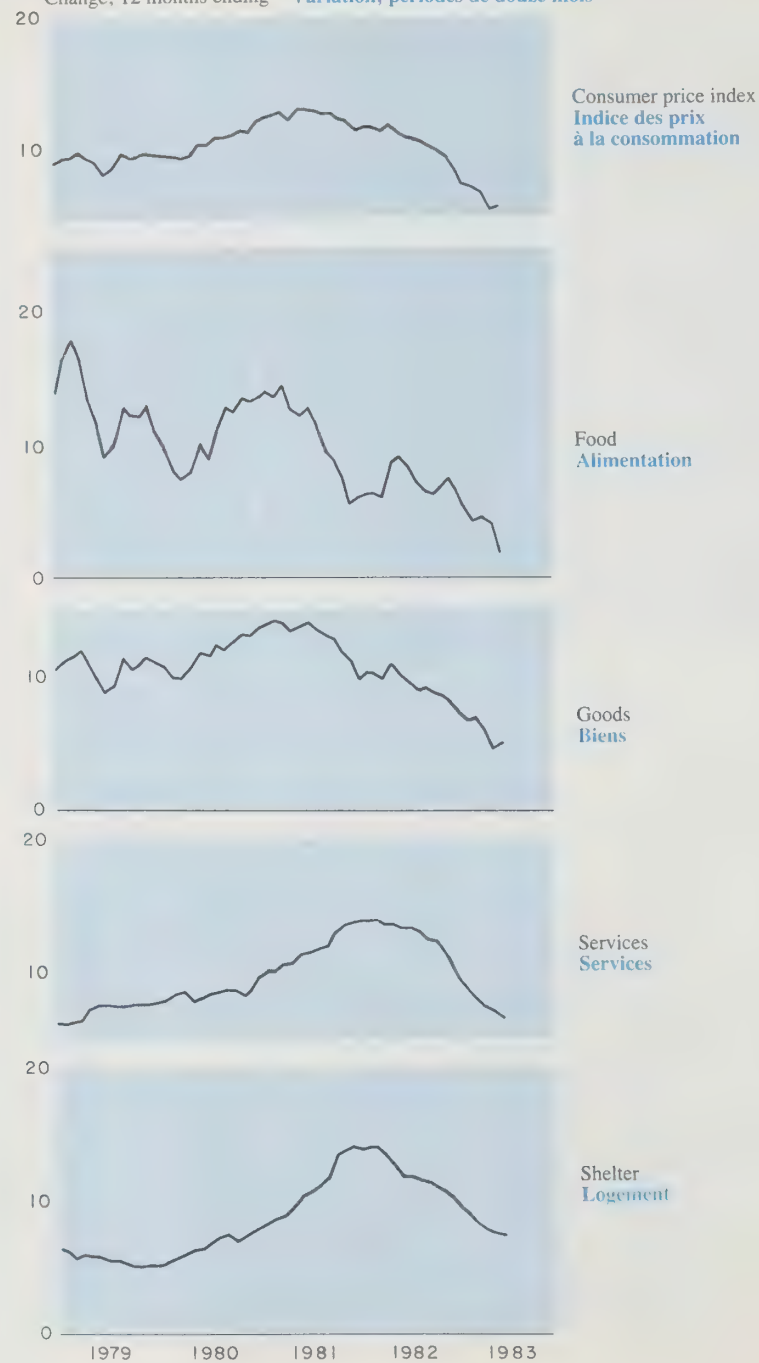 Change, 12 months ending Variation, périodes de douze mois
20
10
Consumer price index
Indice des prix
à la consommation
20
10
0
Food
Alimentation
10
0
Goods
Biens
20
10
Services
Services
20
10
0
Shelter
Logement
1979 1980 1981 1982 1983